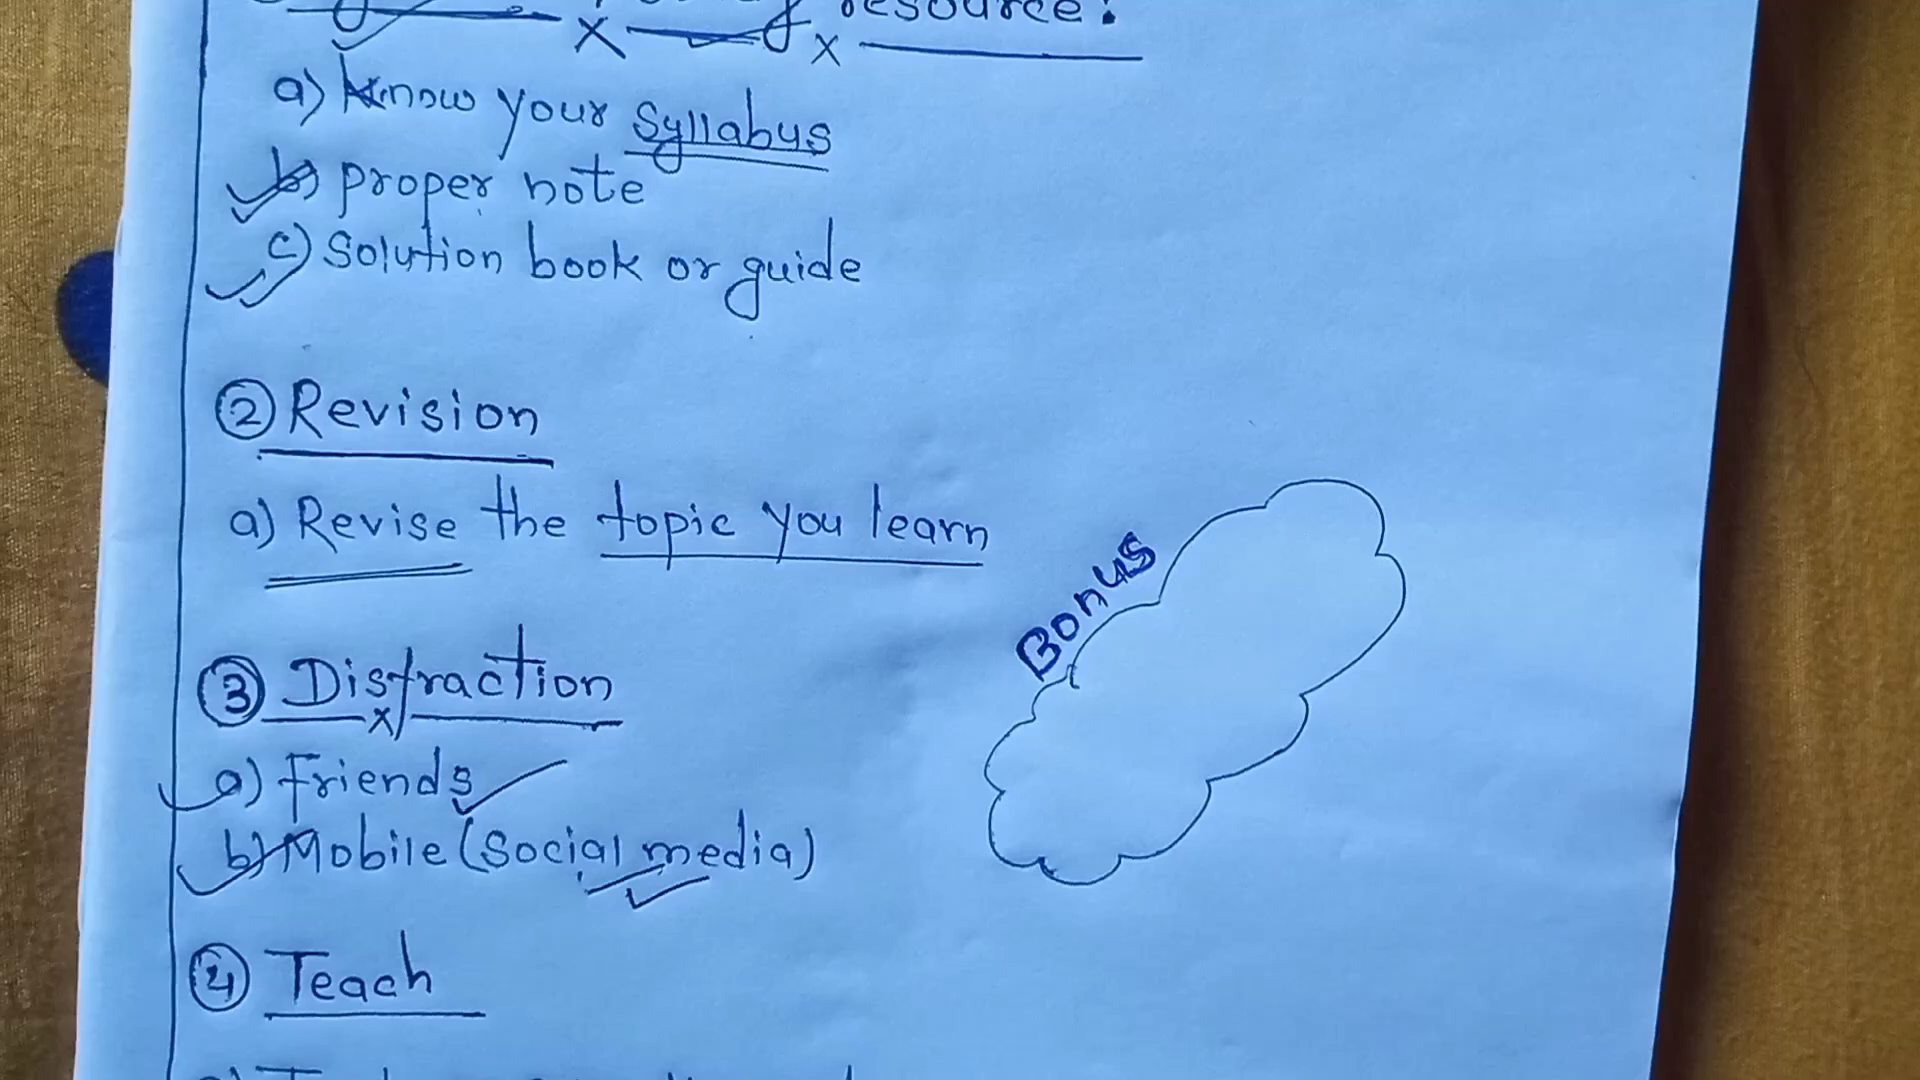 resource:
a) Know your syllabus
b) proper note
c) Solution book or guide
② Revision
a) Revise the topic you learn
Bonus
③ Distraction
a) Friends
b) Mobile (social media)
④ Teach